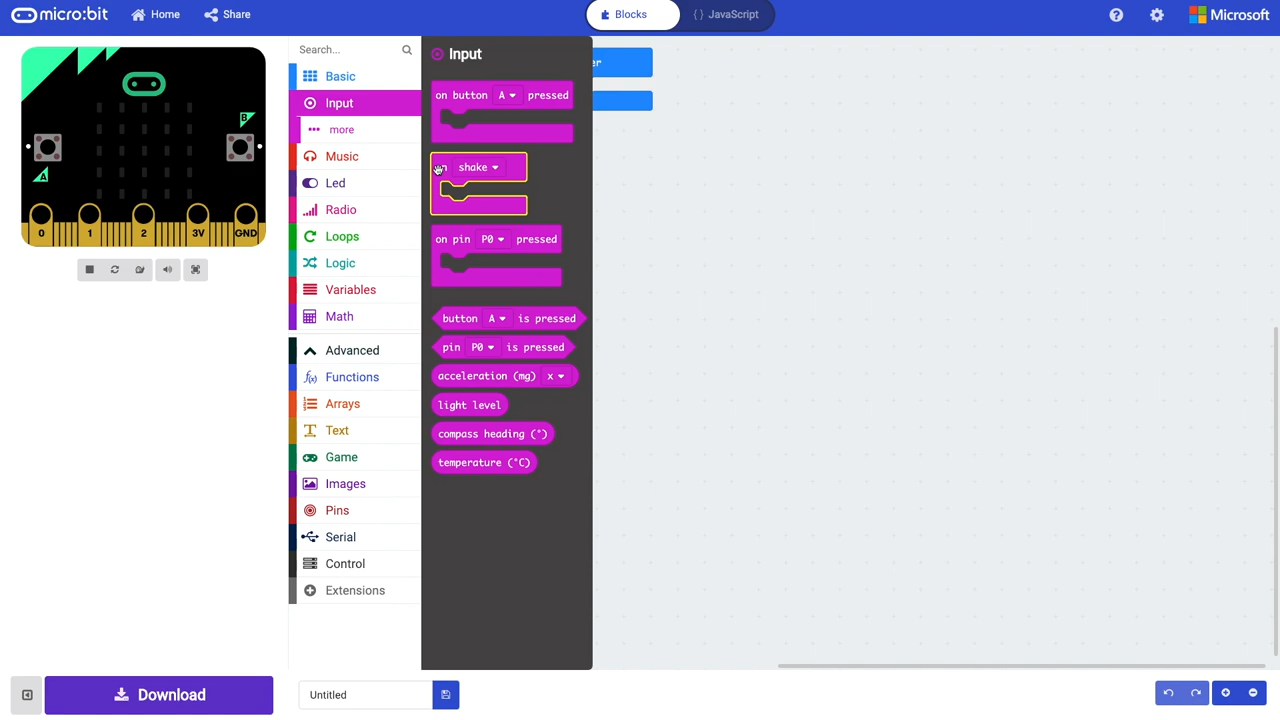 micro:bit
Home
Share
Blocks
{ } JavaScript
Microsoft
A
B
0 1 2 3V GND
Search...
Basic
Input
more
Music
Led
Radio
Loops
Logic
Variables
Math
Advanced
Functions
Arrays
Text
Game
Images
Pins
Serial
Control
Extensions
Input
on button A pressed
shake
on pin P0 pressed
button A is pressed
pin P0 is pressed
acceleration (mg) x
light level
compass heading (°)
temperature (°C)
er
Download
Untitled